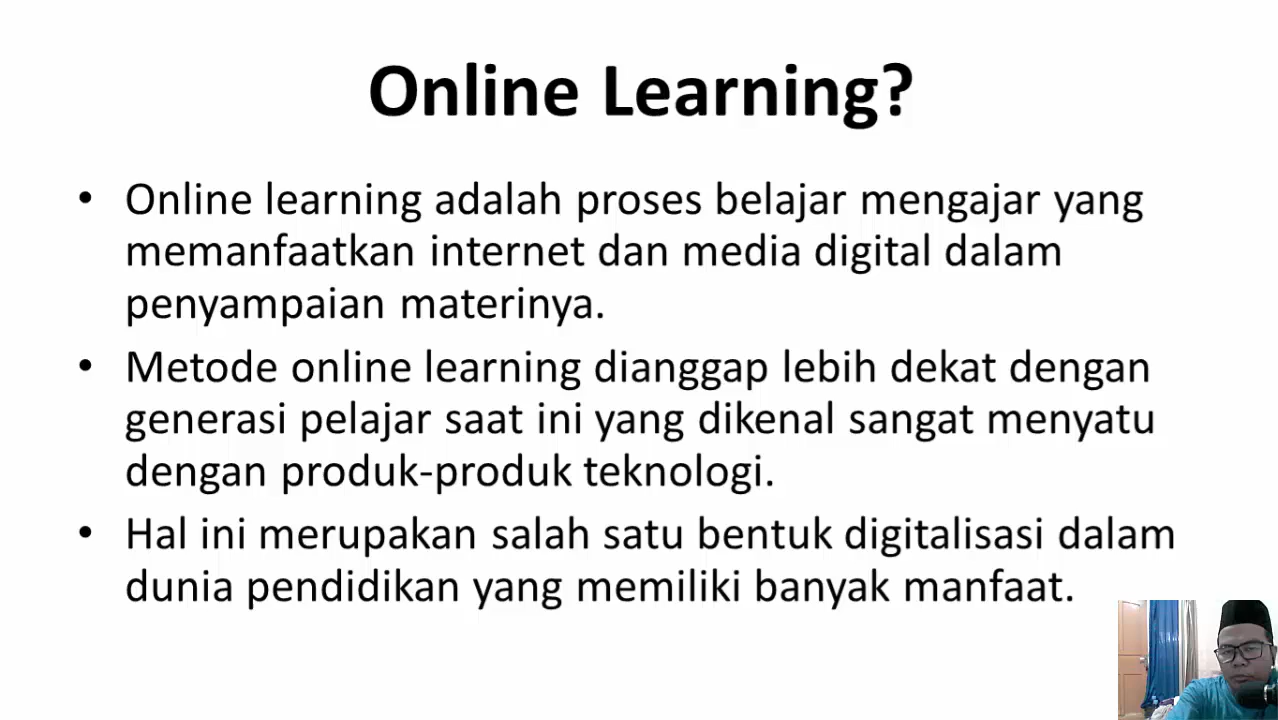 Online Learning?
• Online learning adalah proses belajar mengajar yang
memanfaatkan internet dan media digital dalam
penyampaian materinya.
• Metode online learning dianggap lebih dekat dengan
generasi pelajar saat ini yang dikenal sangat menyatu
dengan produk-produk teknologi.
• Hal ini merupakan salah satu bentuk digitalisasi dalam
dunia pendidikan yang memiliki banyak manfaat.